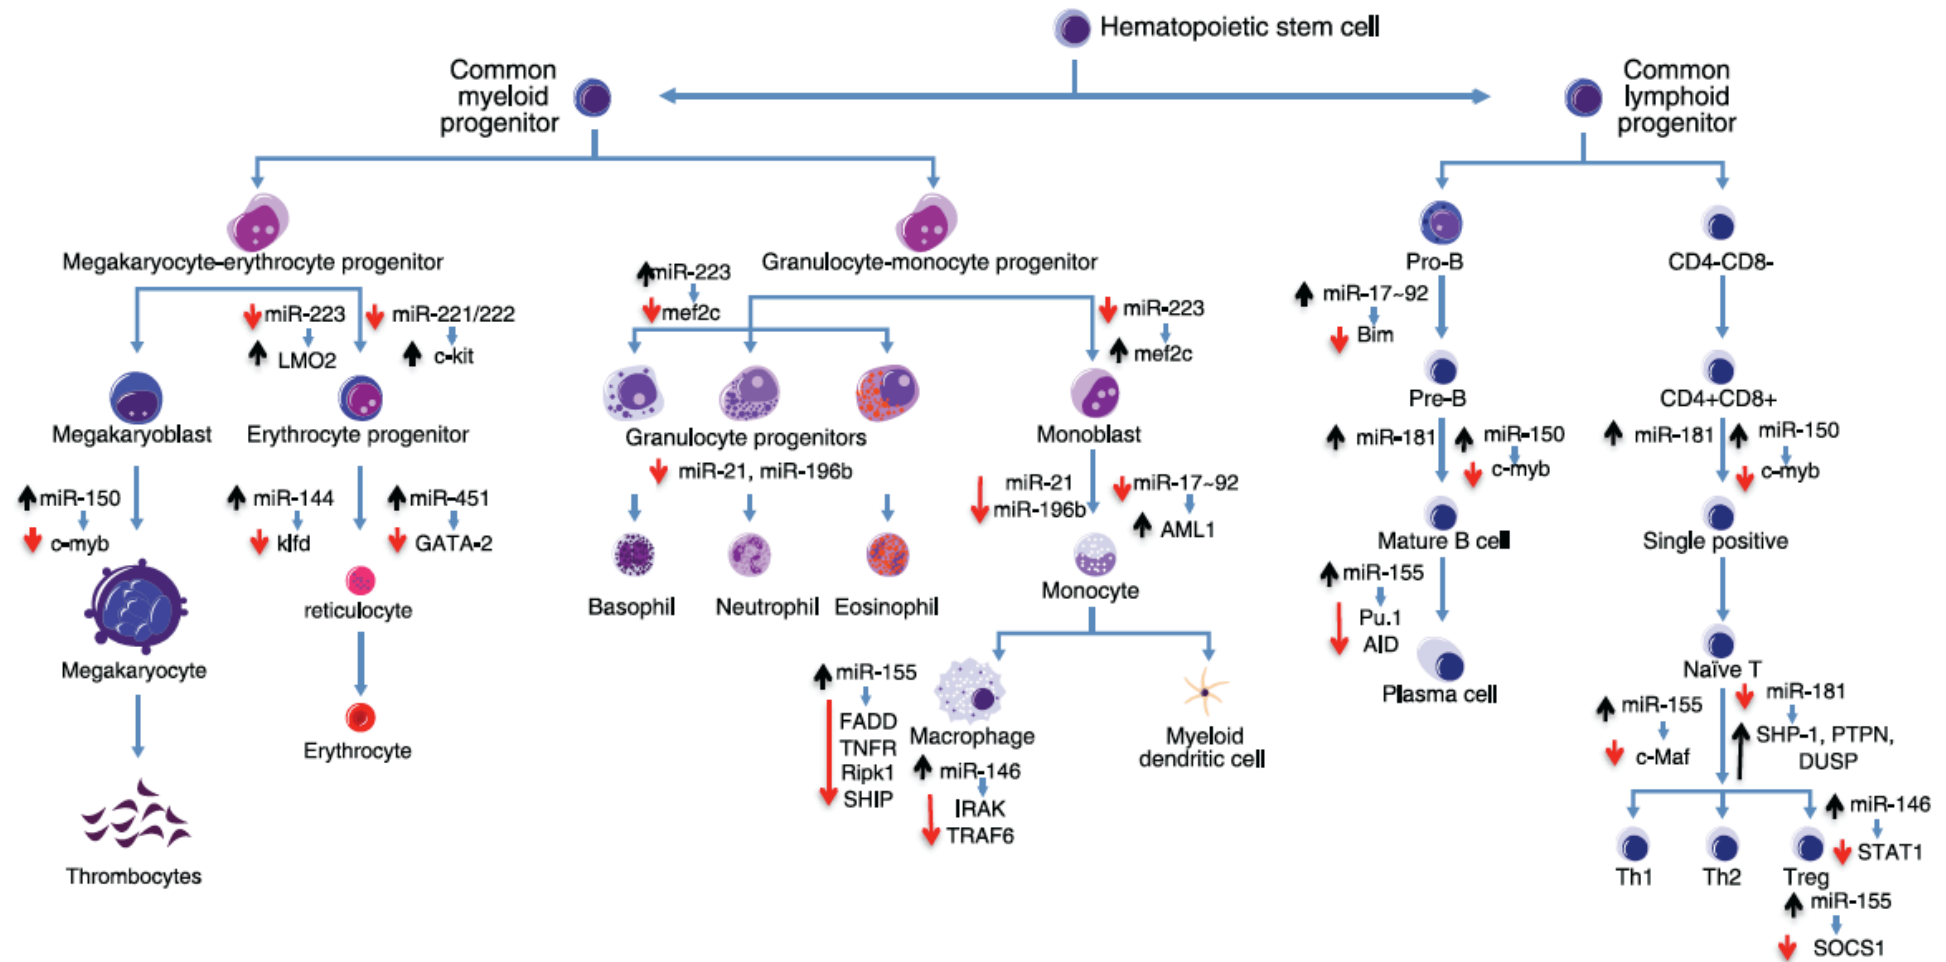 Hematopoietic stem cell
Common
myeloid
progenitor
Common
lymphoid
progenitor
Megakaryocyte-erythrocyte progenitor
miR-223
LMO2
miR-221/222
c-kit
Megakaryoblast
Erythrocyte progenitor
miR-150
c-myb
miR-144
klfd
miR-451
GATA-2
Megakaryocyte
reticulocyte
Thrombocytes
Erythrocyte
Granulocyte-monocyte progenitor
miR-223
mef2c
miR-223
mef2c
Granulocyte progenitors
miR-21, miR-196b
Monoblast
miR-21
miR-196b
miR-17~92
AML1
Basophil
Neutrophil
Eosinophil
Monocyte
miR-155
FADD
TNFR
Ripk1
SHIP
Macrophage
miR-146
IRAK
TRAF6
Myeloid
dendritic cell
Pro-B
miR-17~92
Bim
Pre-B
miR-181
miR-150
c-myb
Mature B cell
miR-155
Pu.1
AID
Plasma cell
CD4-CD8-
CD4+CD8+
miR-181
miR-150
c-myb
Single positive
Naïve T
miR-155
c-Maf
miR-181
SHP-1, PTPN,
DUSP
Th1
Th2
Treg
miR-146
STAT1
miR-155
SOCS1